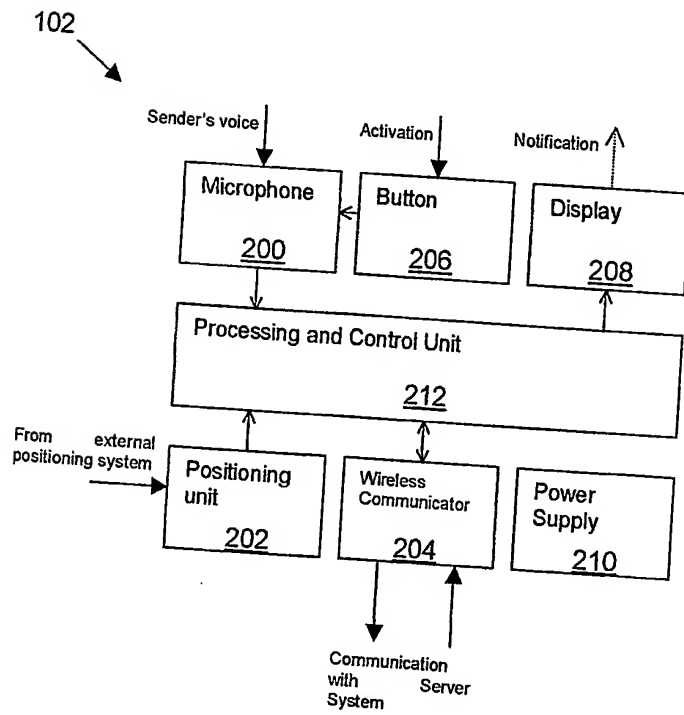 102
Sender's voice
Activation
Notification
Microphone
200
Button
206
Display
208
Processing and Control Unit
212
From external
positioning system
Positioning
unit
202
Wireless
Communicator
204
Power
Supply
210
Communication
with Server
System